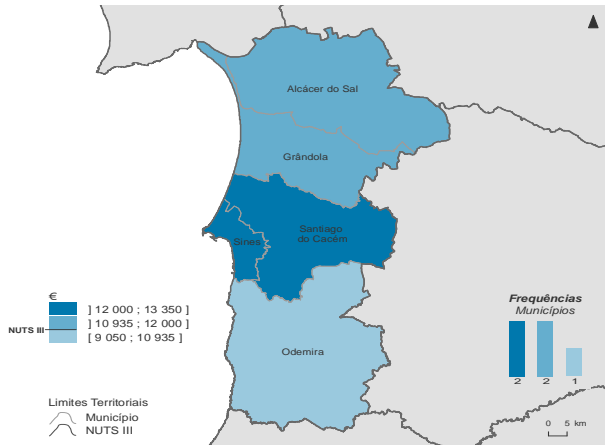 Alcácer do Sal
Grândola
Santiago
do Cacém
Sines
Odemira
€
] 12 000 ; 13 350 ]
] 10 935 ; 12 000 ]
NUTS III
[ 9 050 ; 10 935 ]
Limites Territoriais
Município
NUTS III
Frequências
Municípios
2 2 1
0 5 km